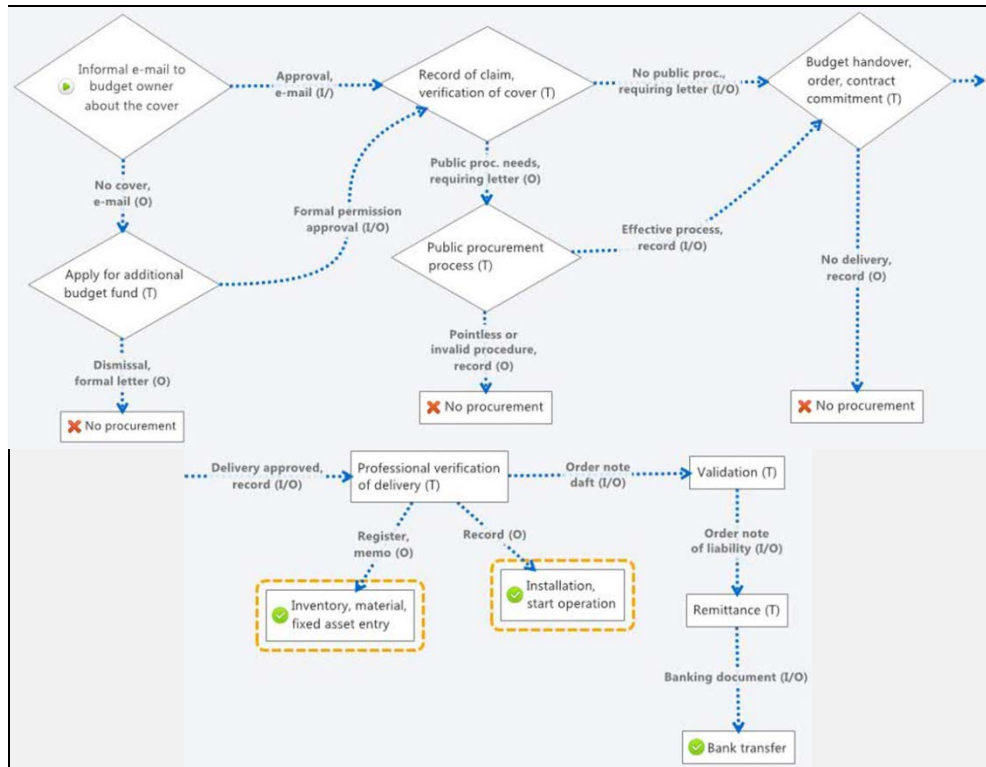 Informal e-mail to
budget owner
about the cover
Approval,
e-mail (I/)
Record of claim,
verification of cover (T)
No public proc.,
requiring letter (I/O)
Budget handover,
order, contract
commitment (T)
No cover,
e-mail (O)
Formal permission
approval (I/O)
Public proc. needs,
requiring letter (O)
Apply for additional
budget fund (T)
Public procurement
process (T)
Effective process,
record (I/O)
No delivery,
record (O)
Dismissal,
formal letter (O)
Pointless or
invalid procedure,
record (O)
No procurement
No procurement
No procurement
Delivery approved,
record (I/O)
Professional verification
of delivery (T)
Order note
daft (I/O)
Validation (T)
Register,
memo (O)
Record (O)
Order note
of liability (I/O)
Inventory, material,
fixed asset entry
Installation,
start operation
Remittance (T)
Banking document (I/O)
Bank transfer